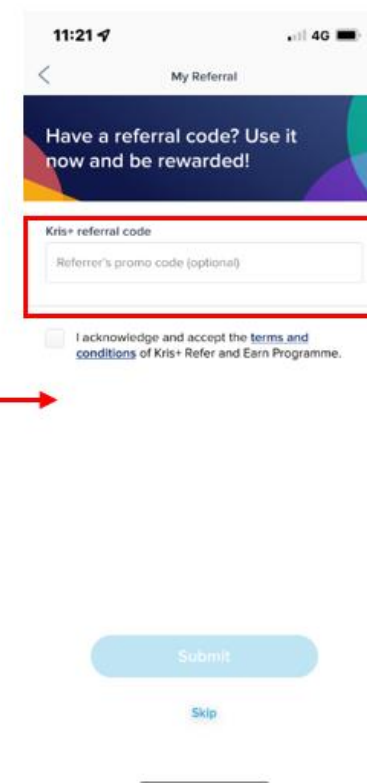 11:21
4G
My Referral
Have a referral code? Use it
now and be rewarded!
Kris+ referral code
Referrer's promo code (optional)
I acknowledge and accept the terms and
conditions of Kris+ Refer and Earn Programme.
Submit
Skip